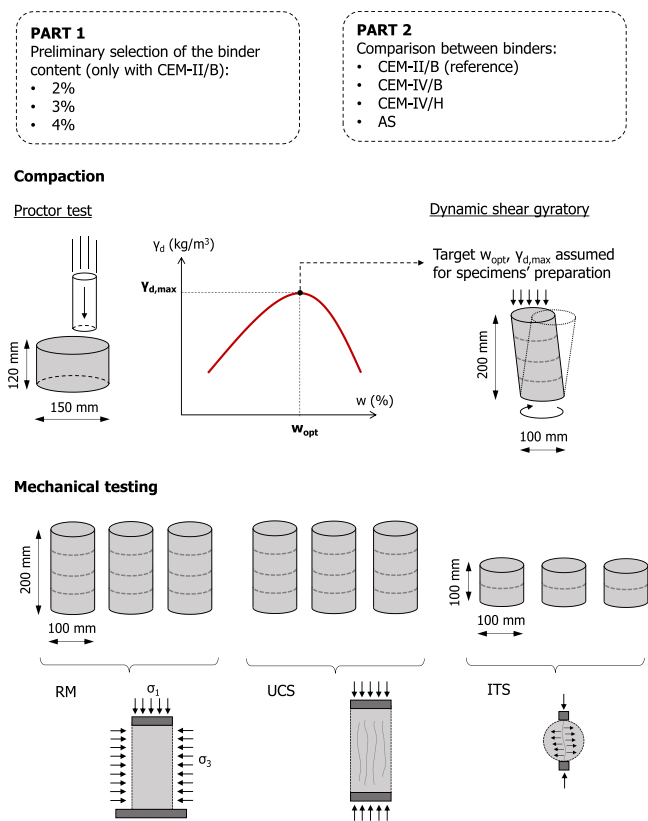 PART 1
Preliminary selection of the binder
content (only with CEM-II/B):
• 2%
• 3%
• 4%
PART 2
Comparison between binders:
• CEM-II/B (reference)
• CEM-IV/B
• CEM-IV/H
• AS
Compaction
Proctor test
Dynamic shear gyratory
γd (kg/m³)
Target wopt, γd,max assumed
for specimens' preparation
γd,max
120 mm
150 mm
w (%)
wopt
200 mm
100 mm
Mechanical testing
200 mm
100 mm
100 mm
100 mm
RM
σ1
σ3
UCS
ITS